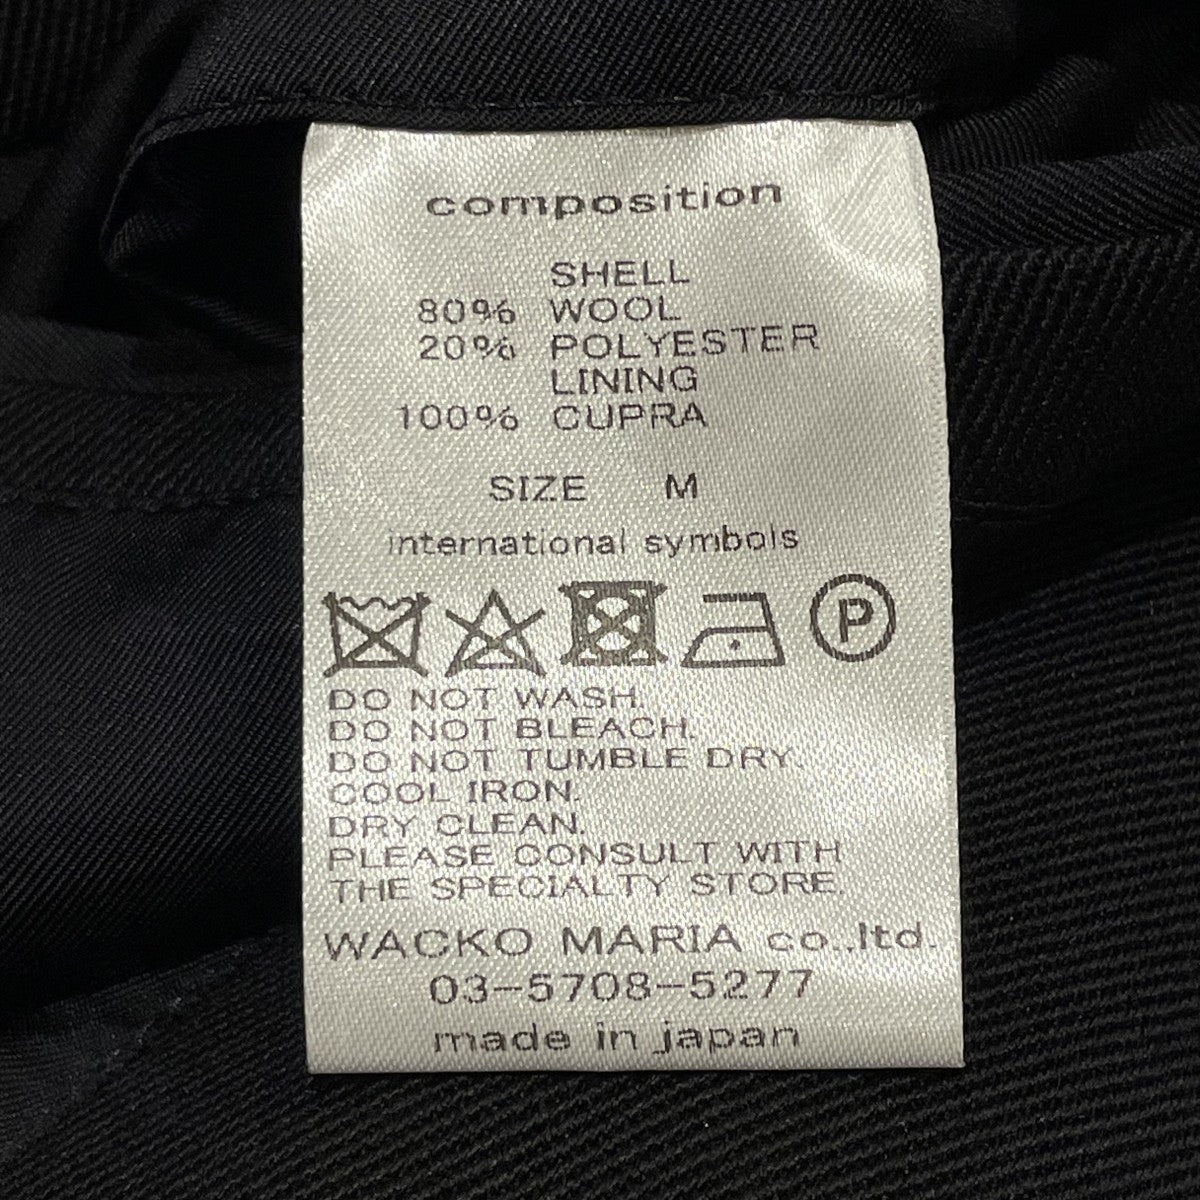 composition
SHELL
80% WOOL
20% POLYESTER
LINING
100% CUPRA
SIZE M
international symbols
P
DO NOT WASH.
DO NOT BLEACH.
DO NOT TUMBLE DRY.
COOL IRON.
DRY CLEAN.
PLEASE CONSULT WITH
THE SPECIALTY STORE.
WACKO MARIA co.,ltd.
03-5708-5277
made in japan